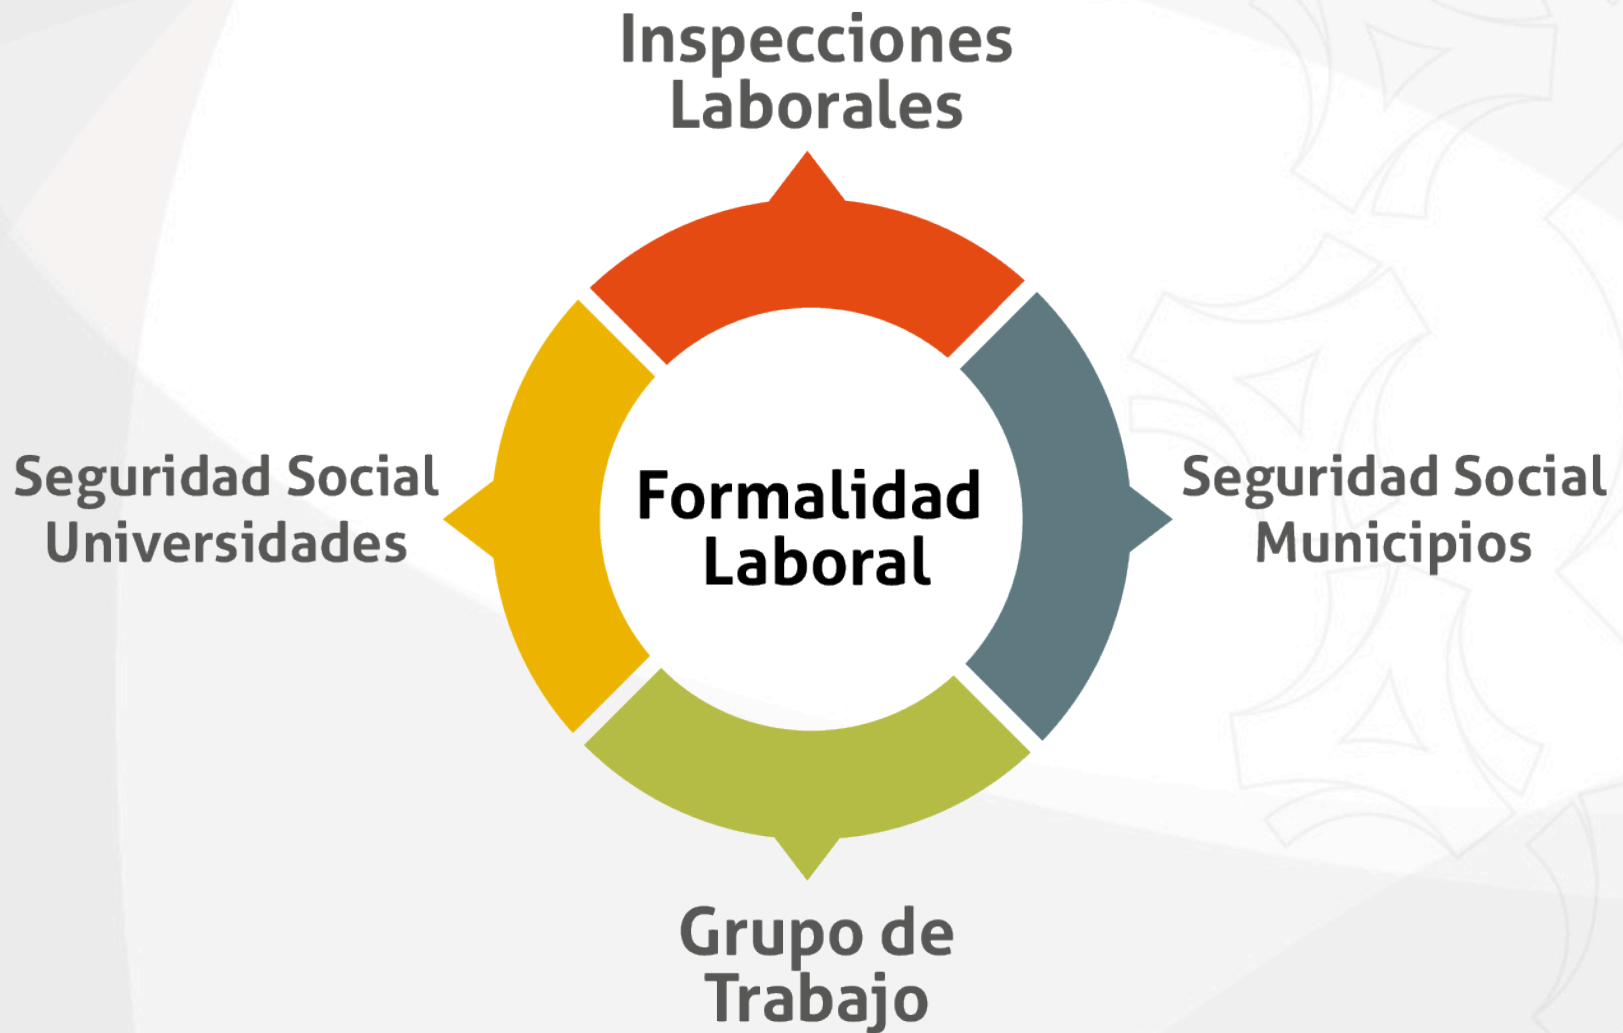 Inspecciones
Laborales
Seguridad Social
Universidades
Formalidad
Laboral
Seguridad Social
Municipios
Grupo de
Trabajo